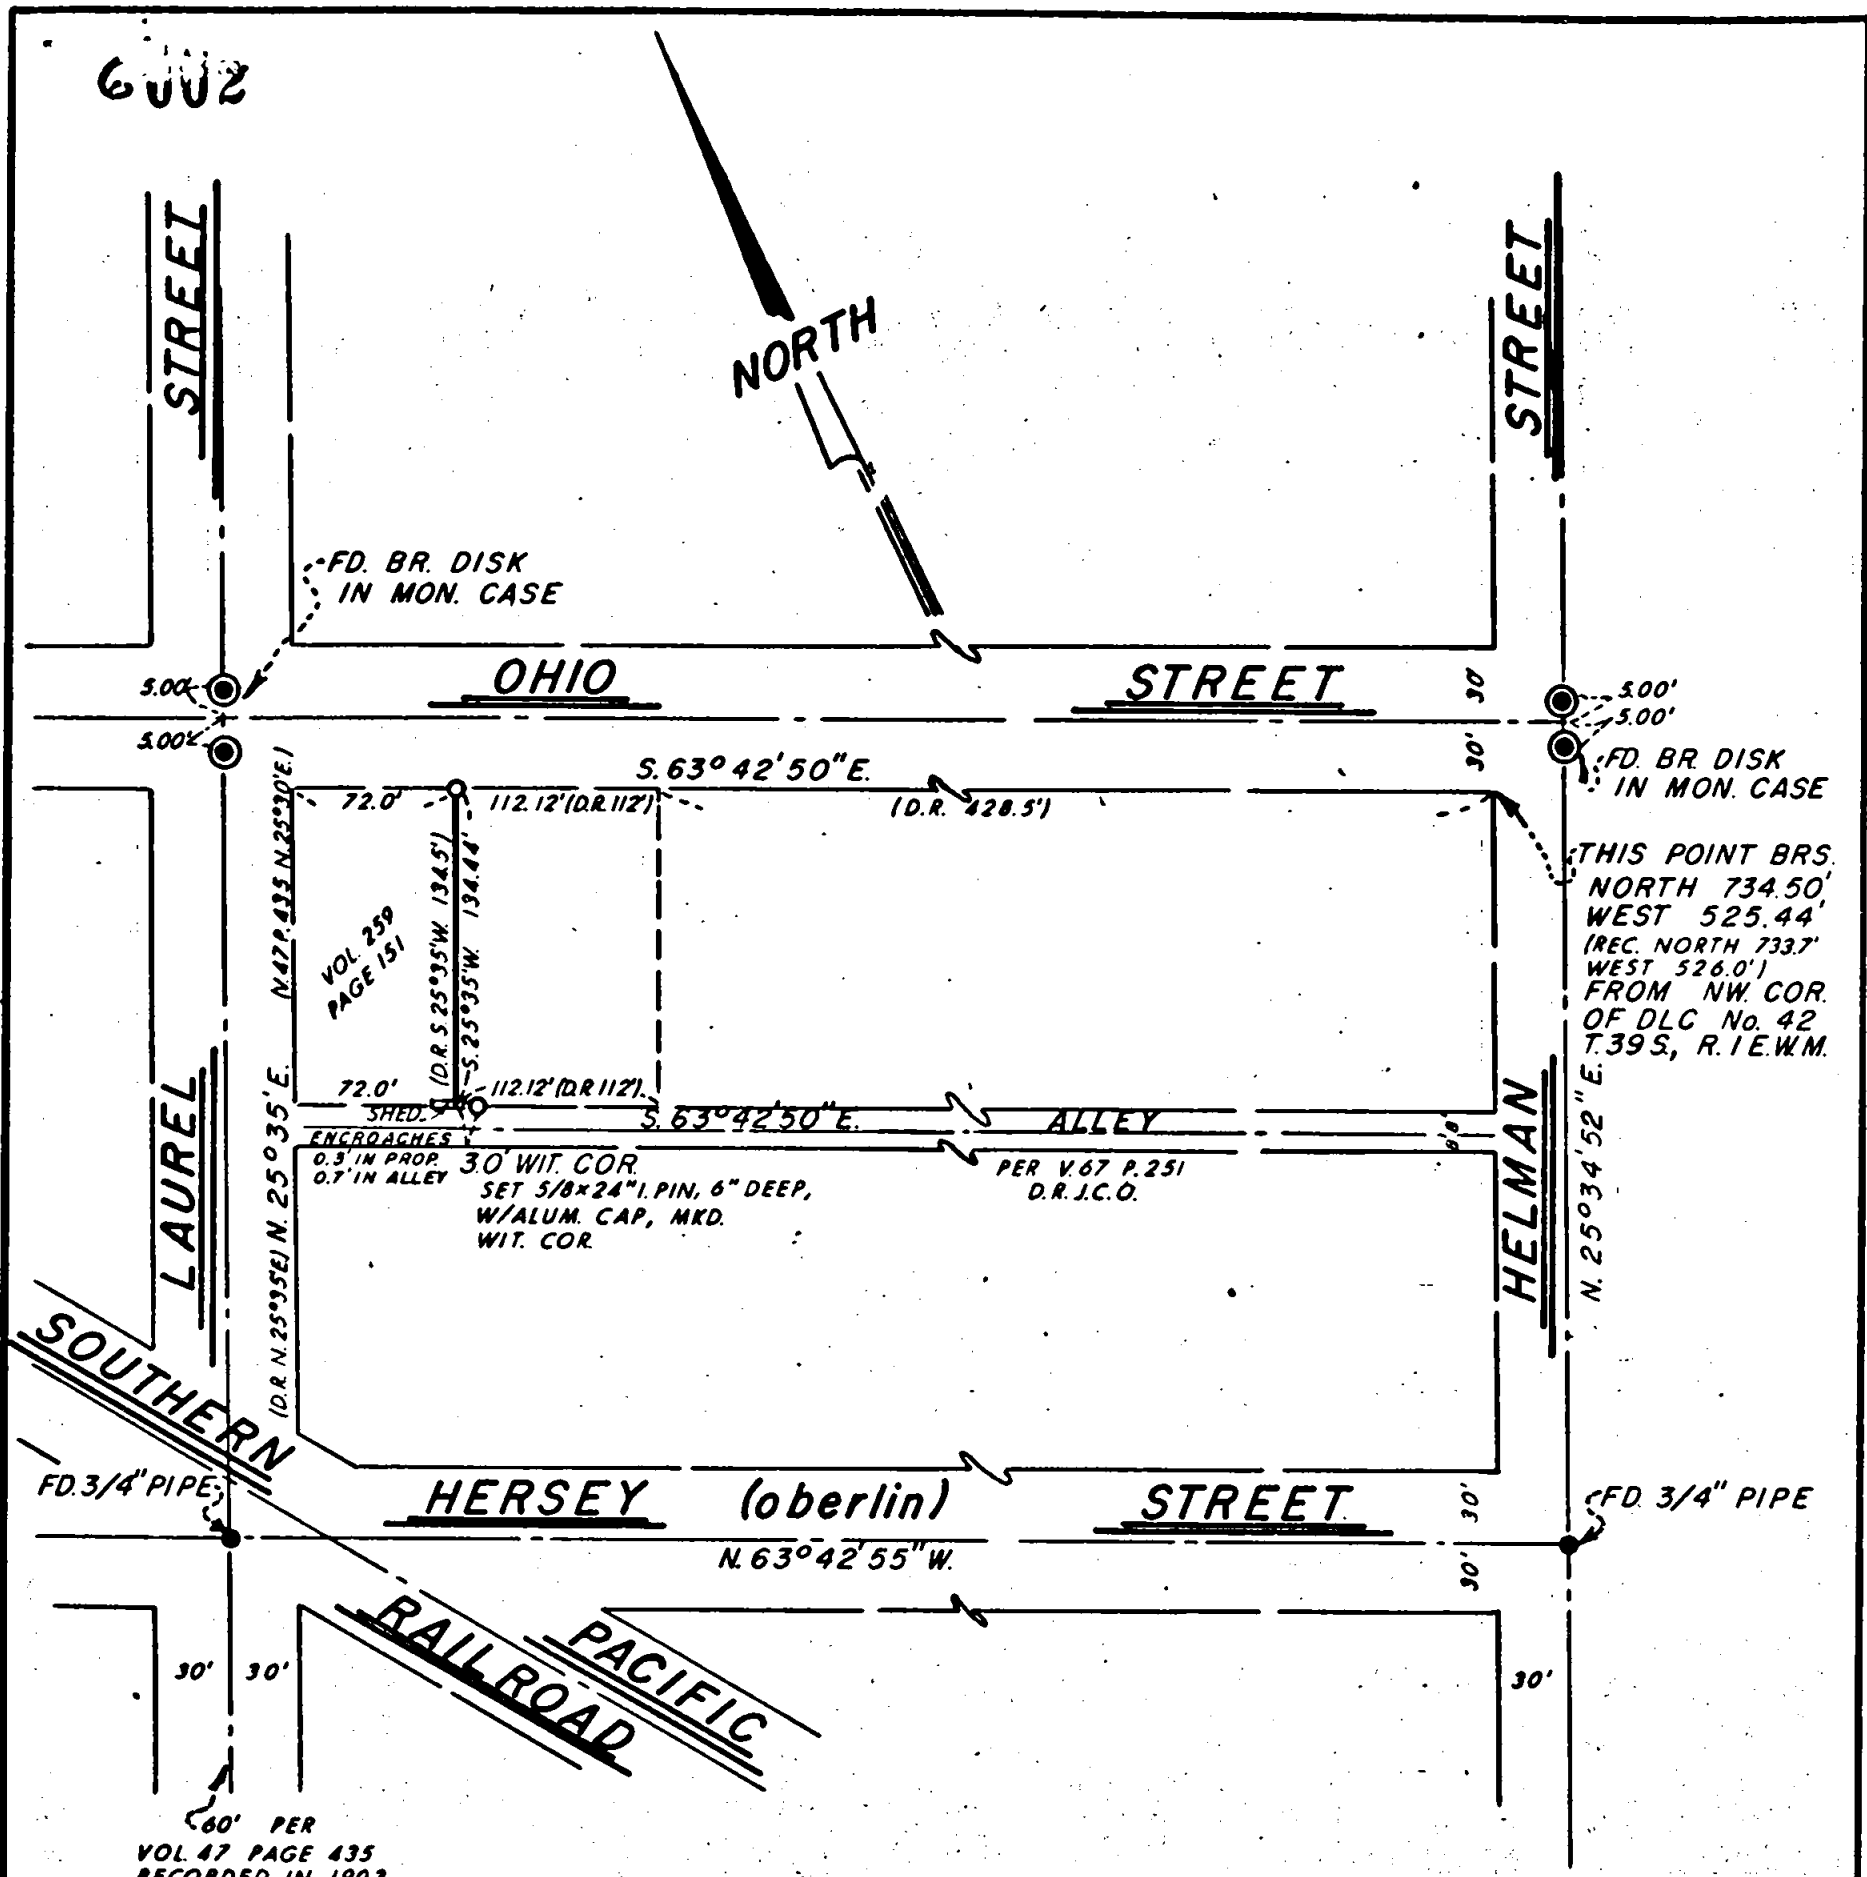 6002
STREET
STREET
NORTH
FD. BR. DISK
IN MON. CASE
OHIO STREET
30'
30'
5.00'
5.00'
5.00'
5.00'
FD. BR. DISK
IN MON. CASE
S. 63° 42' 50" E.
72.0'
112.12' (D.R. 112')
(D.R. 428.5')
(V.47 P. 435 N. 25°30' E.)
VOL. 259
PAGE 151
(D.R. S. 25°35' W. 134.5')
S. 25°35' W. 134.44'
THIS POINT BRS.
NORTH 734.50'
WEST 525.44'
(REC. NORTH 733.7'
WEST 526.0')
FROM NW. COR.
OF DLC No. 42
T. 39 S., R. 1 E. W. M.
72.0'
112.12' (D.R. 112')
SHED
ENCROACHES
0.3' IN PROP.
0.7' IN ALLEY
S. 63° 42' 50" E.
ALLEY
8'
8'
3.0' WIT. COR.
SET 5/8 x 24" I. PIN, 6" DEEP,
W/ALUM. CAP, MKD.
WIT. COR.
PER V. 67 P. 251
D.R. J.C.O.
LAUREL
(D.R. N. 25°35' E.) N. 25° 35' E.
HELMAN
N. 25° 34' 52" E.
SOUTHERN
FD. 3/4" PIPE
HERSEY (oberlin) STREET
30'
30'
FD. 3/4" PIPE
N. 63° 42' 55" W.
RAILROAD
PACIFIC
30' 30'
30'
60' PER
VOL. 47 PAGE 435
RECORDED IN 1903